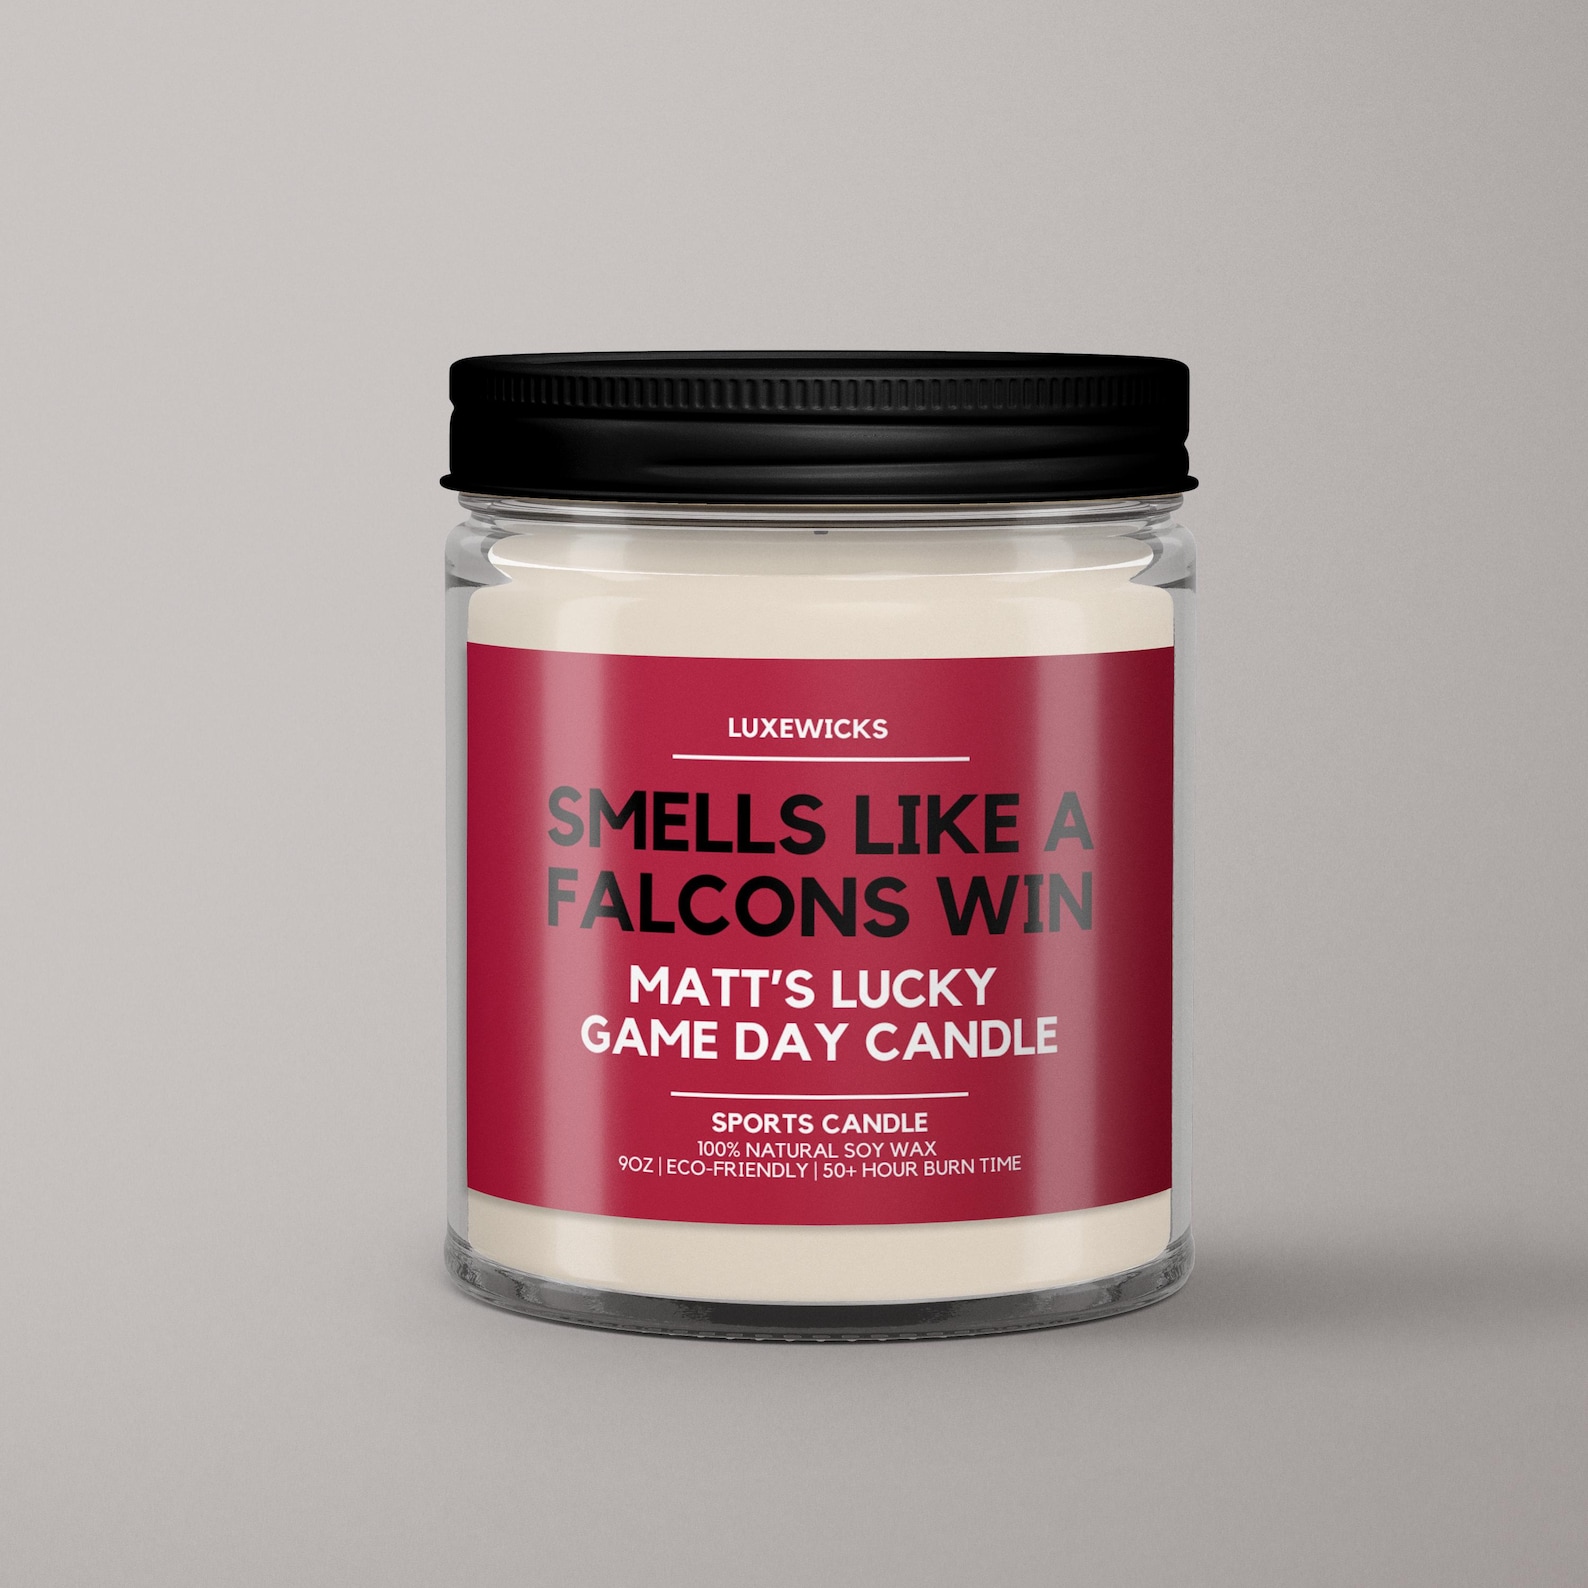 LUXEWICKS
SMELLS LIKE A
FALCONS WIN
MATT'S LUCKY
GAME DAY CANDLE
SPORTS CANDLE
100% NATURAL SOY WAX
9OZ | ECO-FRIENDLY | 50+ HOUR BURN TIME